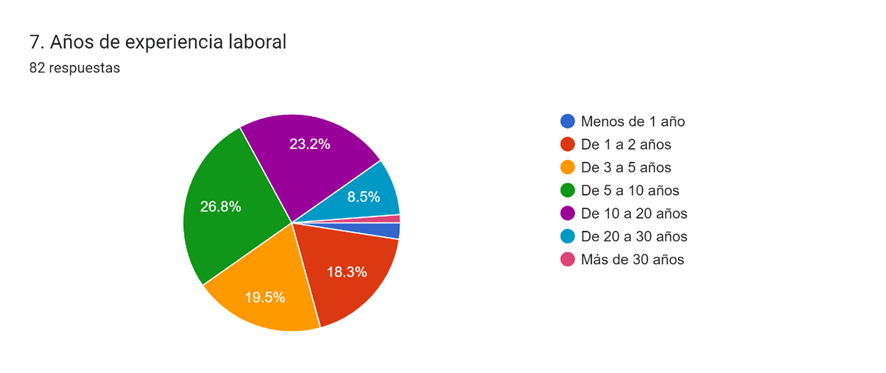 7. Años de experiencia laboral
82 respuestas
23.2%
8.5%
26.8%
18.3%
19.5%
Menos de 1 año
De 1 a 2 años
De 3 a 5 años
De 5 a 10 años
De 10 a 20 años
De 20 a 30 años
Más de 30 años